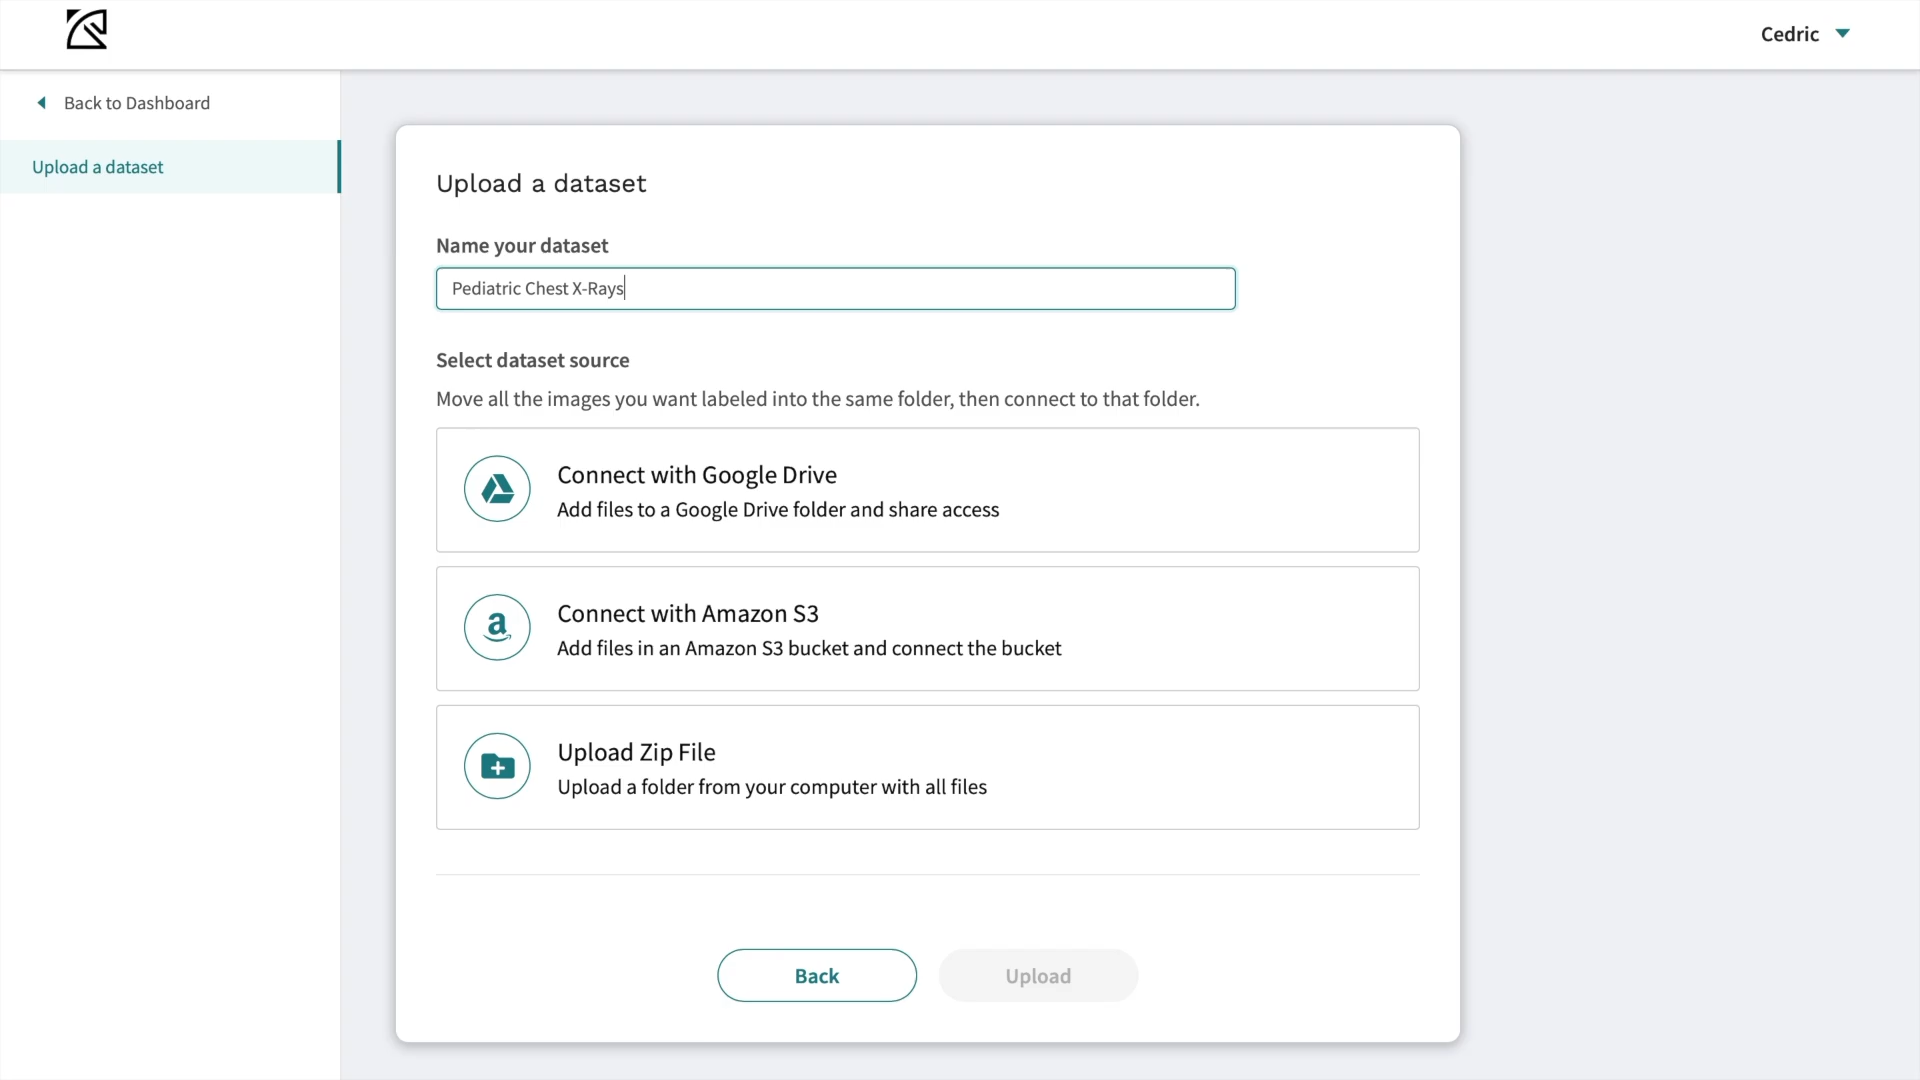 Cedric
Back to Dashboard
Upload a dataset
Upload a dataset
Name your dataset
Pediatric Chest X-Rays
Select dataset source
Move all the images you want labeled into the same folder, then connect to that folder.
Connect with Google Drive
Add files to a Google Drive folder and share access
Connect with Amazon S3
Add files in an Amazon S3 bucket and connect the bucket
Upload Zip File
Upload a folder from your computer with all files
Back
Upload